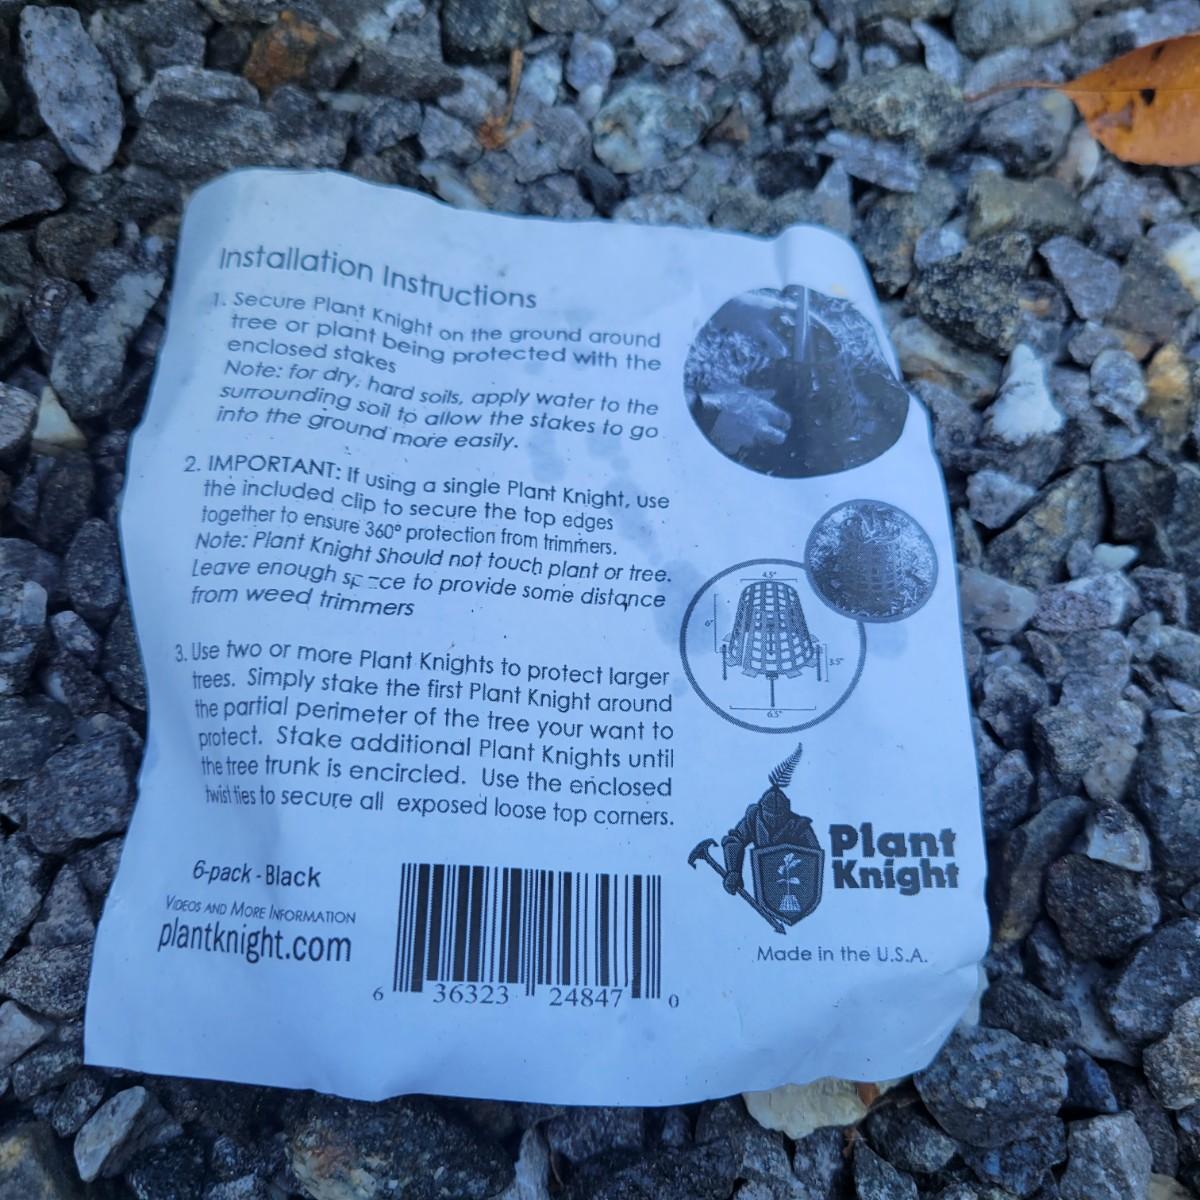 Installation Instructions
1. Secure Plant Knight on the ground around
tree or plant being protected with the
enclosed stakes
Note: for dry, hard soils, apply water to the
surrounding soil to allow the stakes to go
into the ground more easily.
2. IMPORTANT: If using a single Plant Knight, use
the included clip to secure the top edges
together to ensure 360° protection from trimmers.
Note: Plant Knight Should not touch plant or tree.
Leave enough space to provide some distance
from weed trimmers
3. Use two or more Plant Knights to protect larger
trees. Simply stake the first Plant Knight around
the partial perimeter of the tree your want to
protect. Stake additional Plant Knights until
the tree trunk is encircled. Use the enclosed
twist ties to secure all exposed loose top corners.
4.5"
6"
3.5"
6.5"
Plant
Knight
Made in the U.S.A.
6-pack - Black
Videos and More Information
plantknight.com
6 36323 24847 0